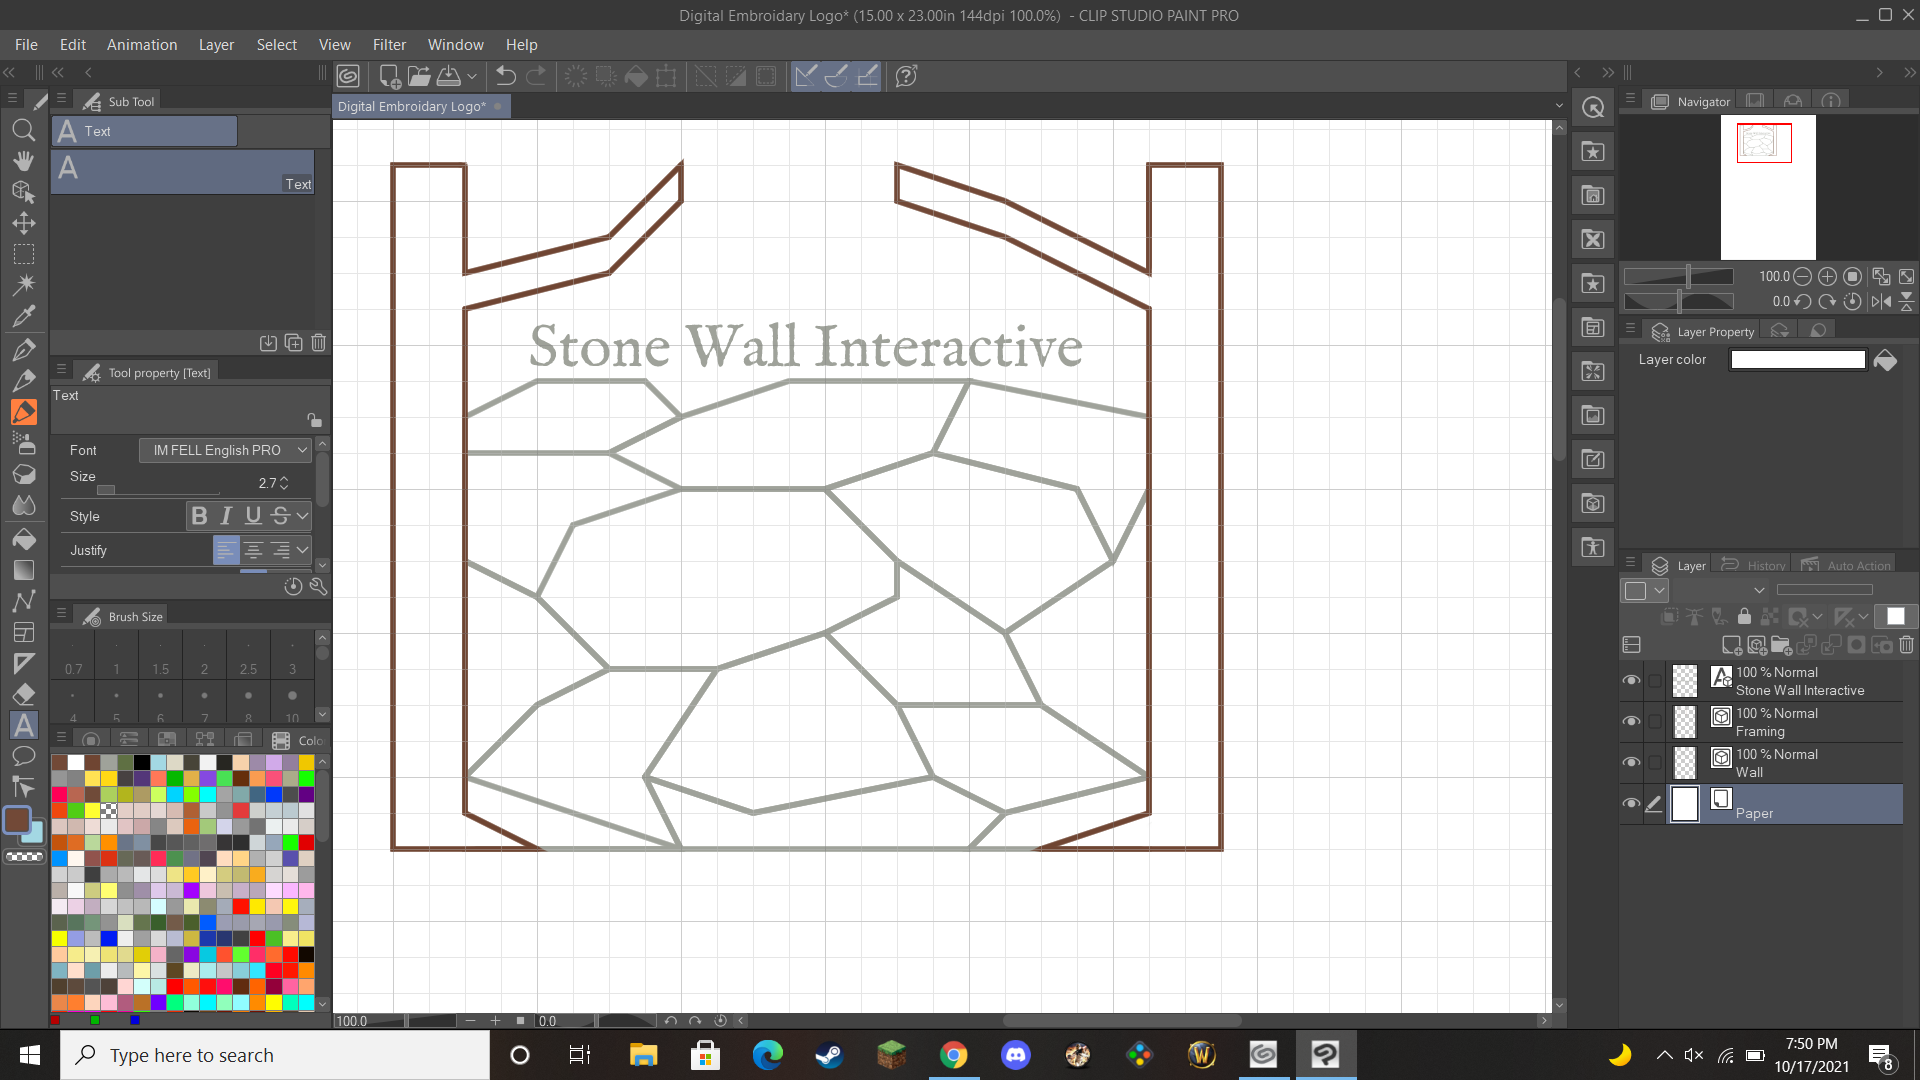 Digital Embroidary Logo* (15.00 x 23.00in 144dpi 100.0%) - CLIP STUDIO PAINT PRO
File Edit Animation Layer Select View Filter Window Help
Sub Tool
Digital Embroidary Logo*
Navigator
A Text
A
Text
100.0
0.0
Tool property [Text]
Text
Font IM FELL English PRO
Size 2.7
Style B I U S
Justify
Brush Size
0.7 1 1.5 2 2.5 3
4 5 6 7 8 10
Colo
Stone Wall Interactive
Layer Property
Layer color
Layer History Auto Action
100 % Normal
Stone Wall Interactive
100 % Normal
Framing
100 % Normal
Wall
Paper
100.0 0.0
Type here to search
7:50 PM
10/17/2021
8